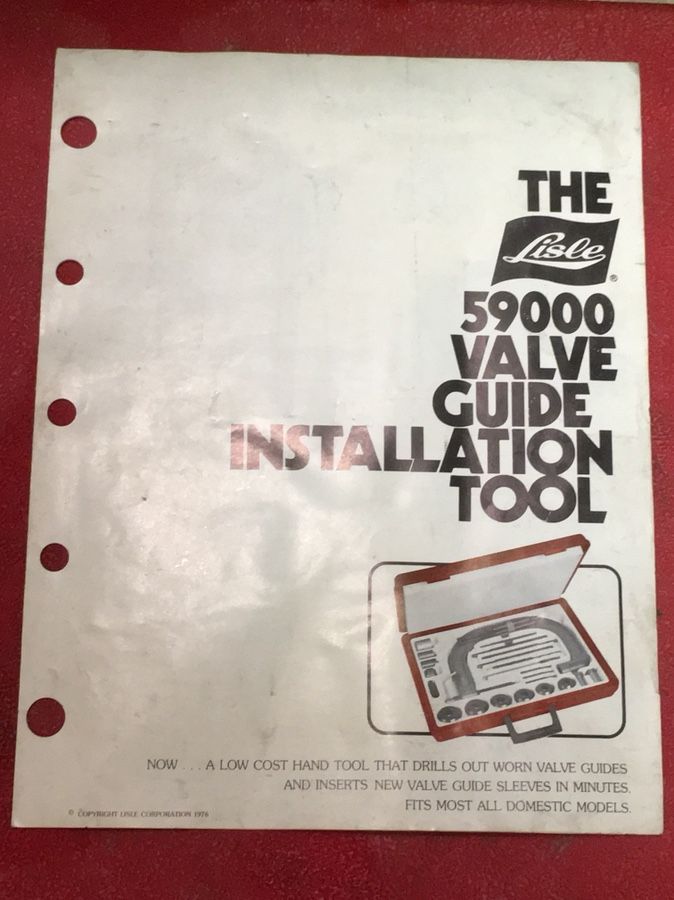 THE
Lisle®
59000
VALVE
GUIDE
INSTALLATION
TOOL
NOW . . . A LOW COST HAND TOOL THAT DRILLS OUT WORN VALVE GUIDES
AND INSERTS NEW VALVE GUIDE SLEEVES IN MINUTES.
FITS MOST ALL DOMESTIC MODELS.
© COPYRIGHT LISLE CORPORATION 1976